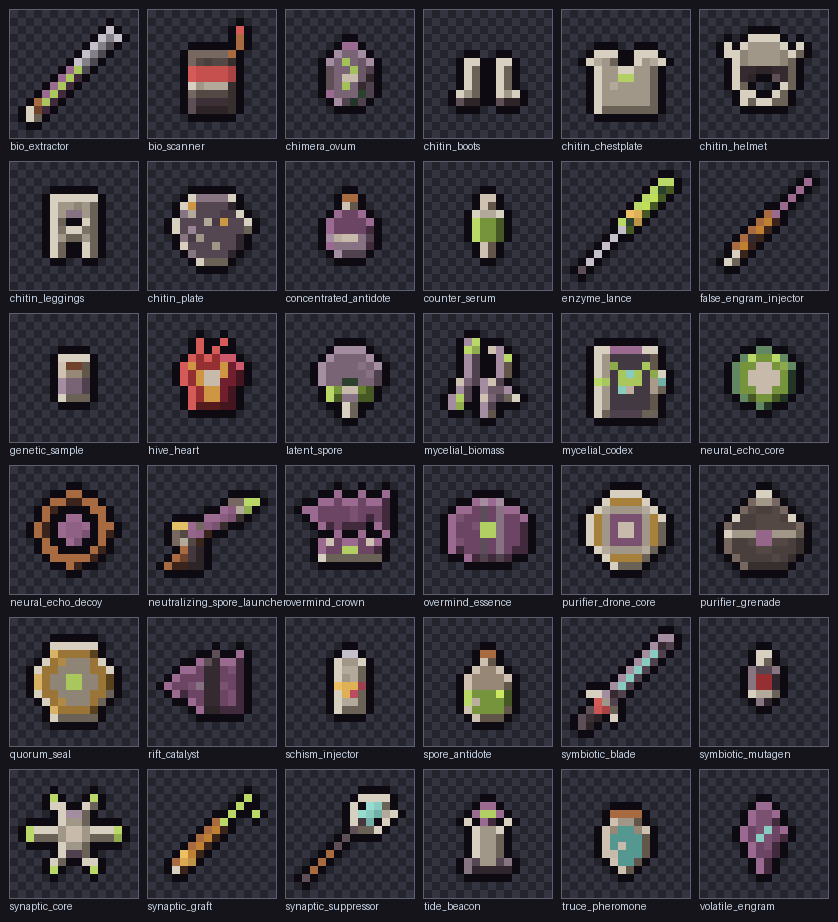 bio_extractor
bio_scanner
chimera_ovum
chitin_boots
chitin_chestplate
chitin_helmet
chitin_leggings
chitin_plate
concentrated_antidote
counter_serum
enzyme_lance
false_engram_injector
genetic_sample
hive_heart
latent_spore
mycelial_biomass
mycelial_codex
neural_echo_core
neural_echo_decoy
neutralizing_spore_launcher
overmind_crown
overmind_essence
purifier_drone_core
purifier_grenade
quorum_seal
rift_catalyst
schism_injector
spore_antidote
symbiotic_blade
symbiotic_mutagen
synaptic_core
synaptic_graft
synaptic_suppressor
tide_beacon
truce_pheromone
volatile_engram